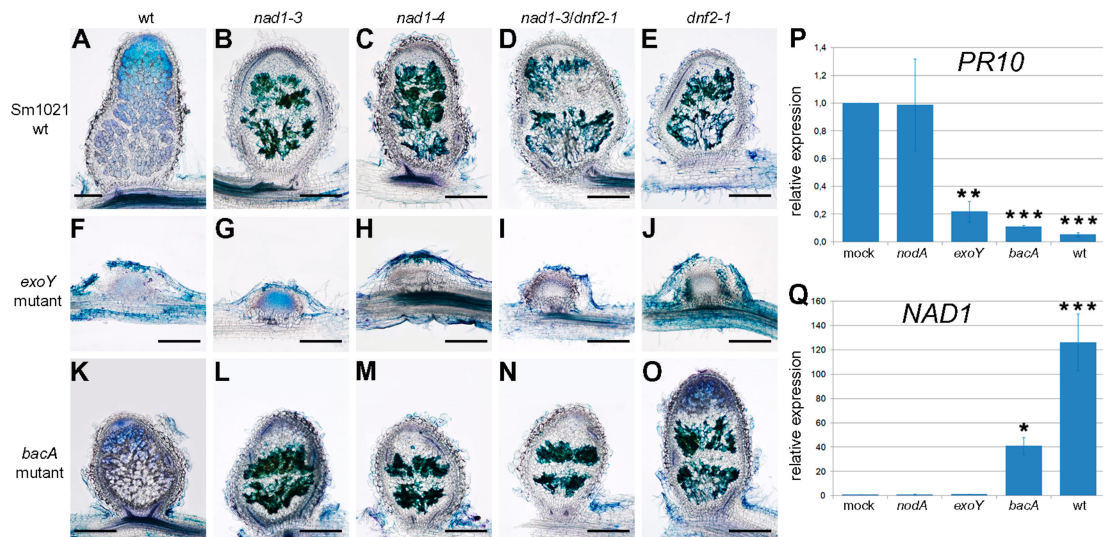 wt nad1-3 nad1-4 nad1-3/dnf2-1 dnf2-1
A B C D E
Sm1021
wt
F G H I J
exoY
mutant
K L M N O
bacA
mutant
P
PR10
relative expression
1,4
1,2
1,0
0,8
0,6
0,4
0,2
0,0
** *** ***
mock nodA exoY bacA wt
Q
NAD1
relative expression
160
140
120
100
80
60
40
20
0
* ***
mock nodA exoY bacA wt